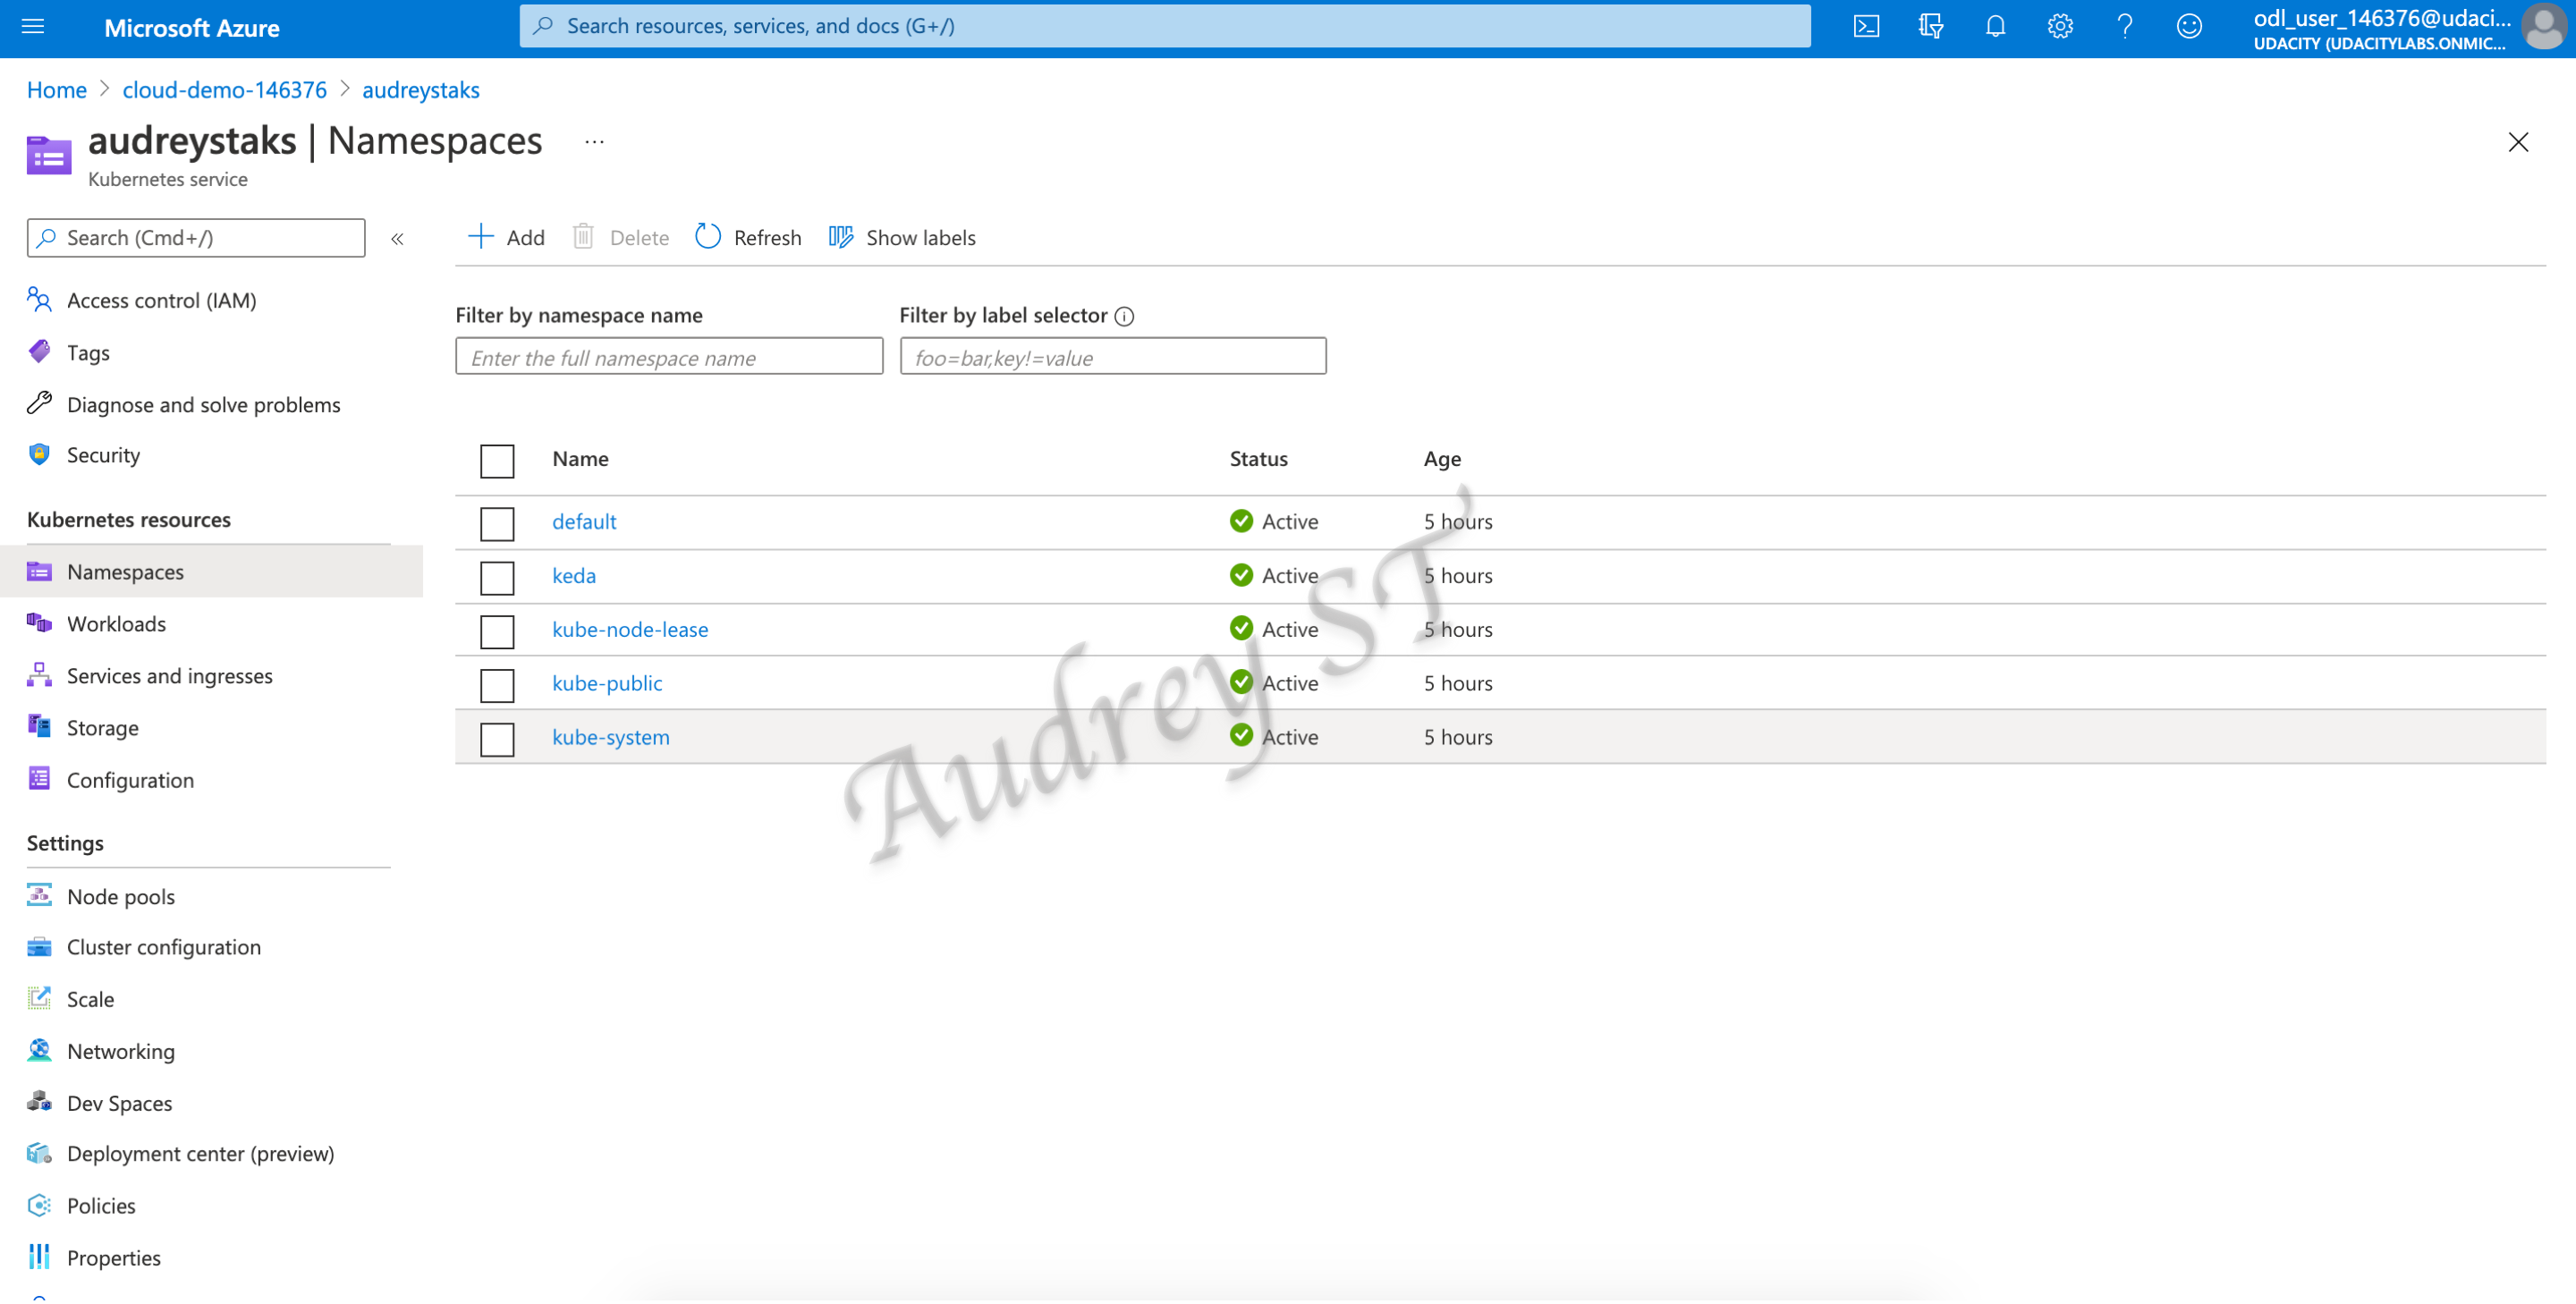 Microsoft Azure
Search resources, services, and docs (G+/)
odl_user_146376@udaci...
UDACITY (UDACITYLABS.ONMIC...
Home > cloud-demo-146376 > audreystaks
audreystaks | Namespaces ...
Kubernetes service
Search (Cmd+/)
«
Add
Delete
Refresh
Show labels
Access control (IAM)
Tags
Diagnose and solve problems
Security
Kubernetes resources
Namespaces
Workloads
Services and ingresses
Storage
Configuration
Settings
Node pools
Cluster configuration
Scale
Networking
Dev Spaces
Deployment center (preview)
Policies
Properties
Filter by namespace name
Filter by label selector
Enter the full namespace name
foo=bar,key!=value
Name Status Age
default Active 5 hours
keda Active 5 hours
kube-node-lease Active 5 hours
kube-public Active 5 hours
kube-system Active 5 hours
Audrey ST